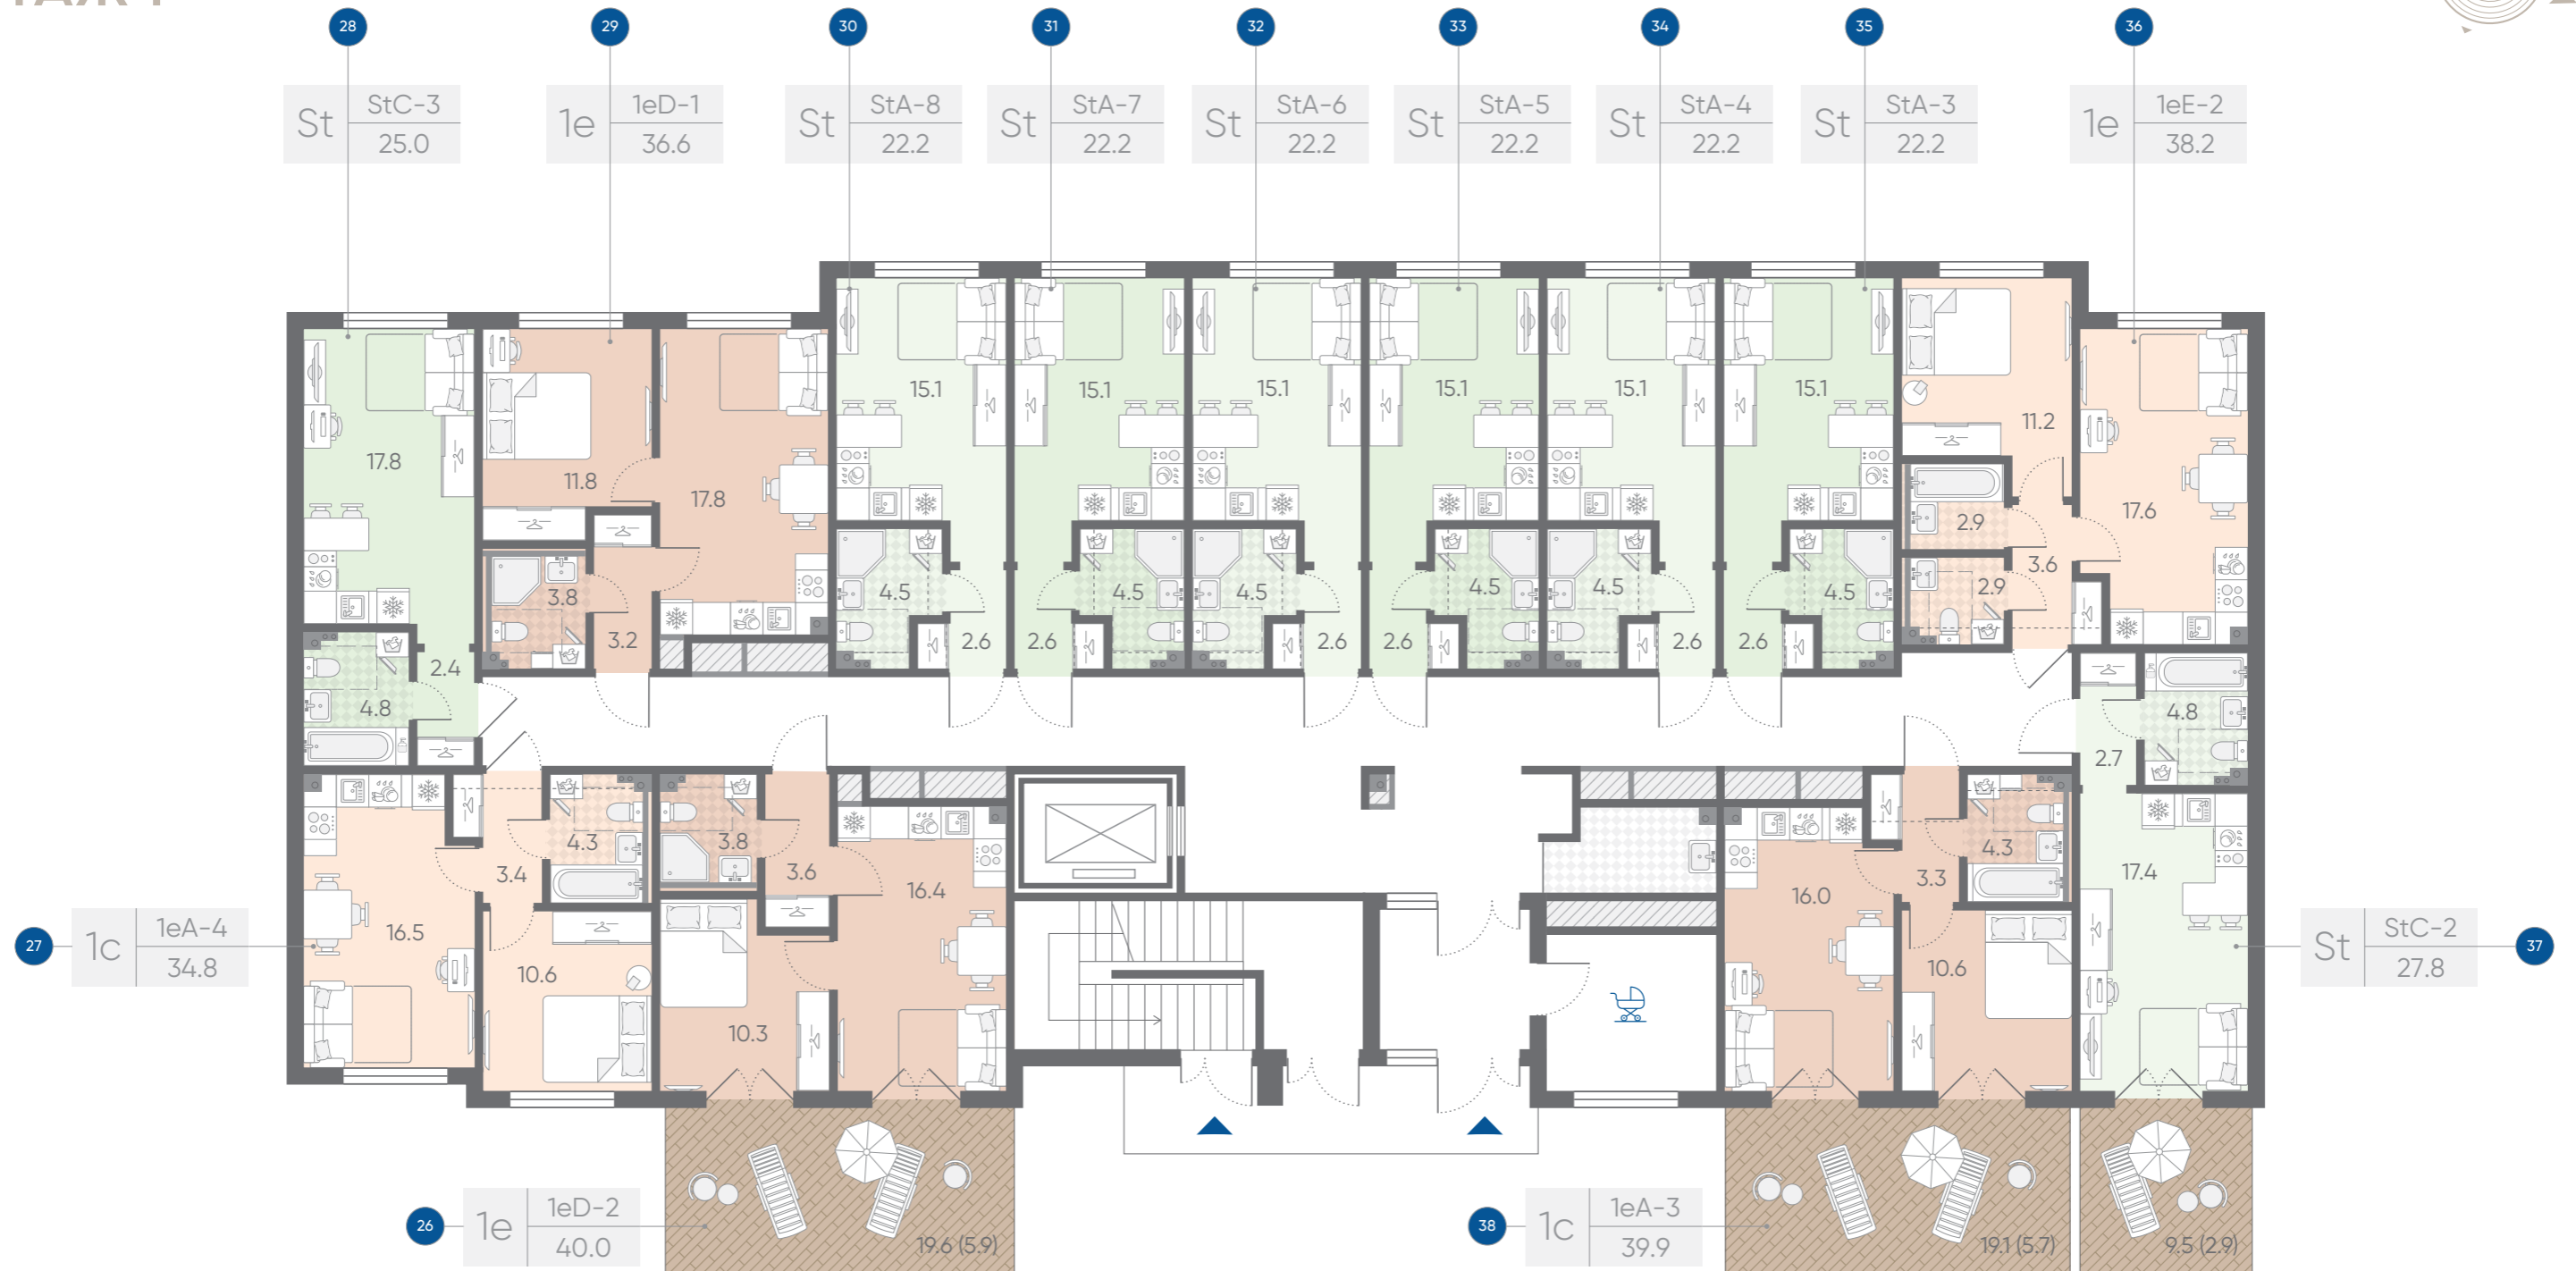 28 29 30 31 32 33 34 35 36
St StC-3 25.0
1e 1eD-1 36.6
St StA-8 22.2
St StA-7 22.2
St StA-6 22.2
St StA-5 22.2
St StA-4 22.2
St StA-3 22.2
1e 1eE-2 38.2
15.1 15.1 15.1 15.1 15.1 15.1
11.2
17.8
11.8
17.8
17.6
2.9
3.6
2.9
3.8
4.5 4.5 4.5 4.5 4.5 4.5
3.2
2.6 2.6 2.6 2.6 2.6 2.6
2.4
4.8
4.8
2.7
4.3
3.8
3.4
3.6
16.4
16.0
3.3
4.3
17.4
16.5
10.6
10.3
10.6
27
1c 1eA-4 34.8
St StC-2 27.8
37
26
1e 1eD-2 40.0
19.6 (5.9)
38
1c 1eA-3 39.9
19.1 (5.7)
9.5 (2.9)